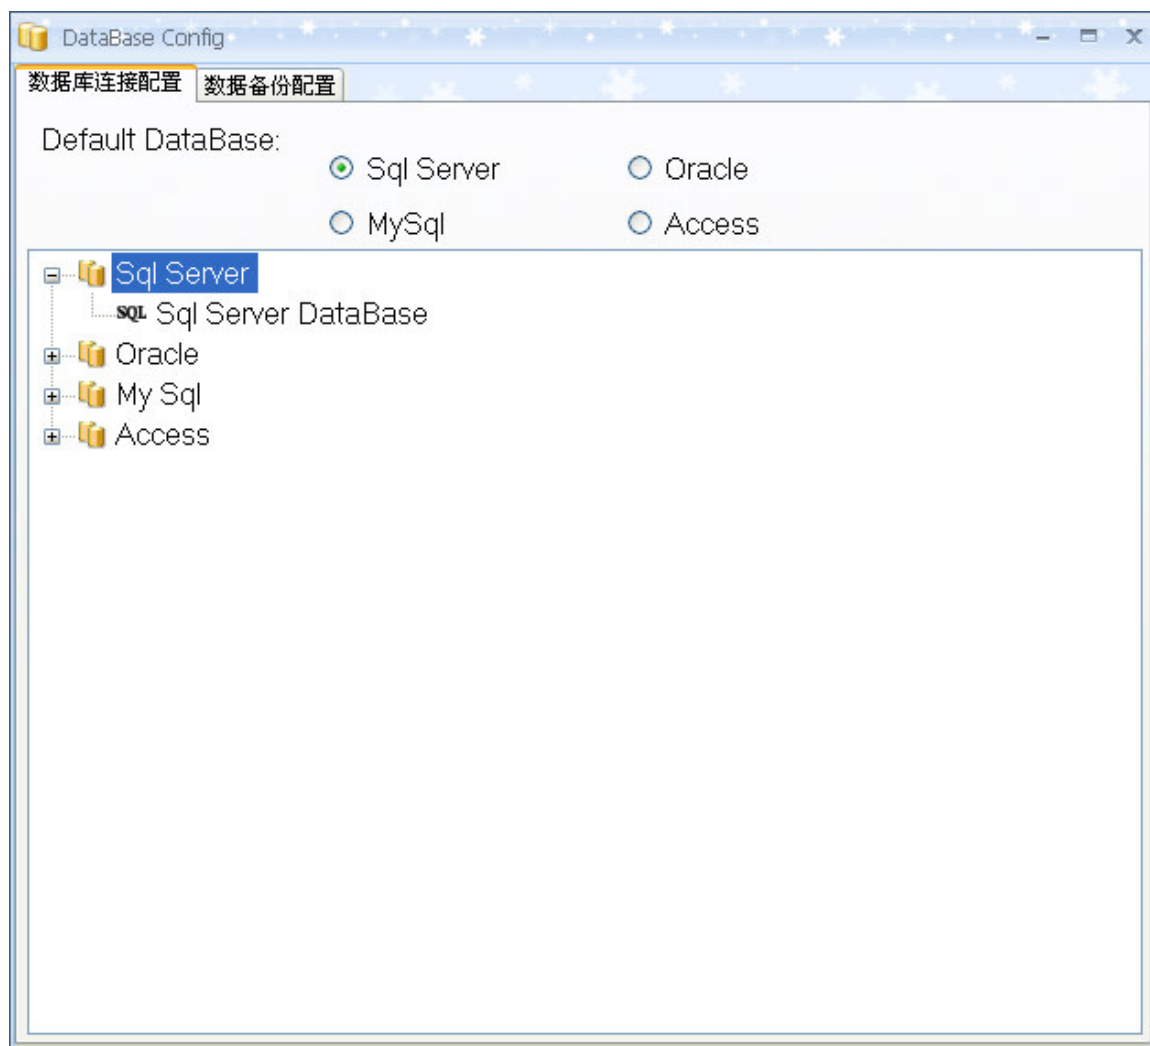 DataBase Config
数据库连接配置 数据备份配置
Default DataBase:
Sql Server Oracle
MySql Access
Sql Server
SQL Sql Server DataBase
Oracle
My Sql
Access